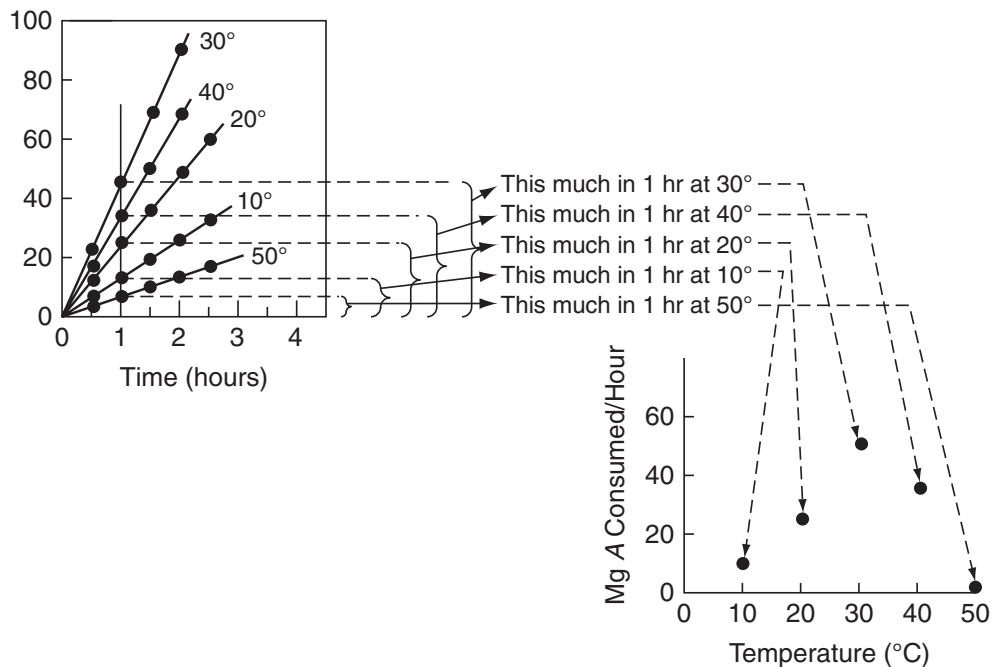 100
80
60
40
20
0
30°
40°
20°
10°
50°
0 1 2 3 4
Time (hours)
This much in 1 hr at 30°
This much in 1 hr at 40°
This much in 1 hr at 20°
This much in 1 hr at 10°
This much in 1 hr at 50°
Mg A Consumed/Hour
60
40
20
0
0 10 20 30 40 50
Temperature (°C)